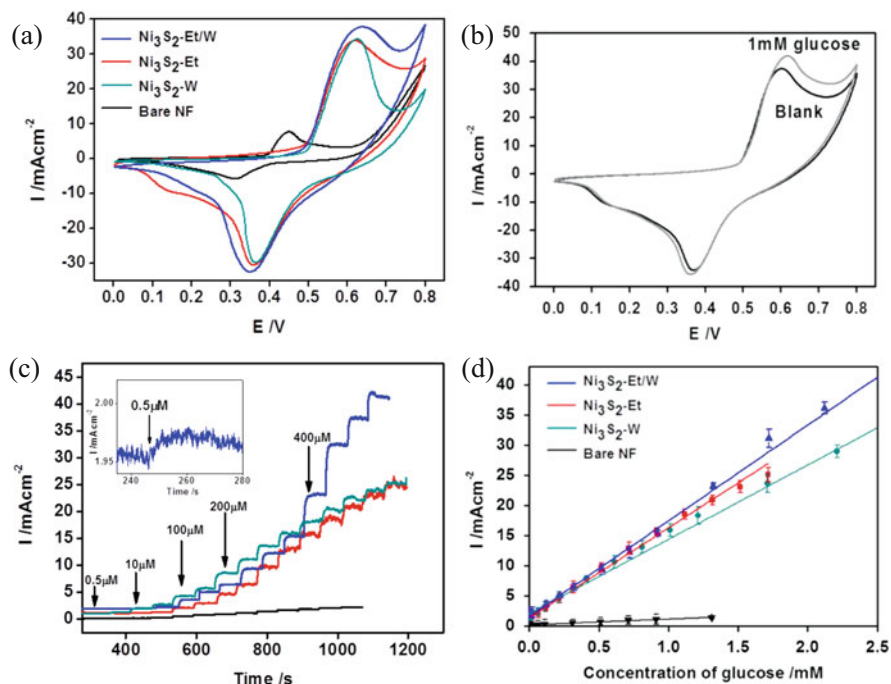 (a)
I /mAcm-2
40
30
20
10
0
-10
-20
-30
Ni3S2-Et/W
Ni3S2-Et
Ni3S2-W
Bare NF
0.0 0.1 0.2 0.3 0.4 0.5 0.6 0.7 0.8
E /V
(b)
I /mAcm-2
50
40
30
20
10
0
-10
-20
-30
-40
1mM glucose
Blank
0.0 0.1 0.2 0.3 0.4 0.5 0.6 0.7 0.8
E /V
(c)
I /mAcm-2
45
40
35
30
25
20
15
10
5
0
I /mAcm-2
2.00
1.95
0.5μM
240 260 280
Time /s
0.5μM
10μM
100μM
200μM
400μM
400 600 800 1000 1200
Time /s
(d)
I /mAcm-2
40
35
30
25
20
15
10
5
0
Ni3S2-Et/W
Ni3S2-Et
Ni3S2-W
Bare NF
0.0 0.5 1.0 1.5 2.0 2.5
Concentration of glucose /mM